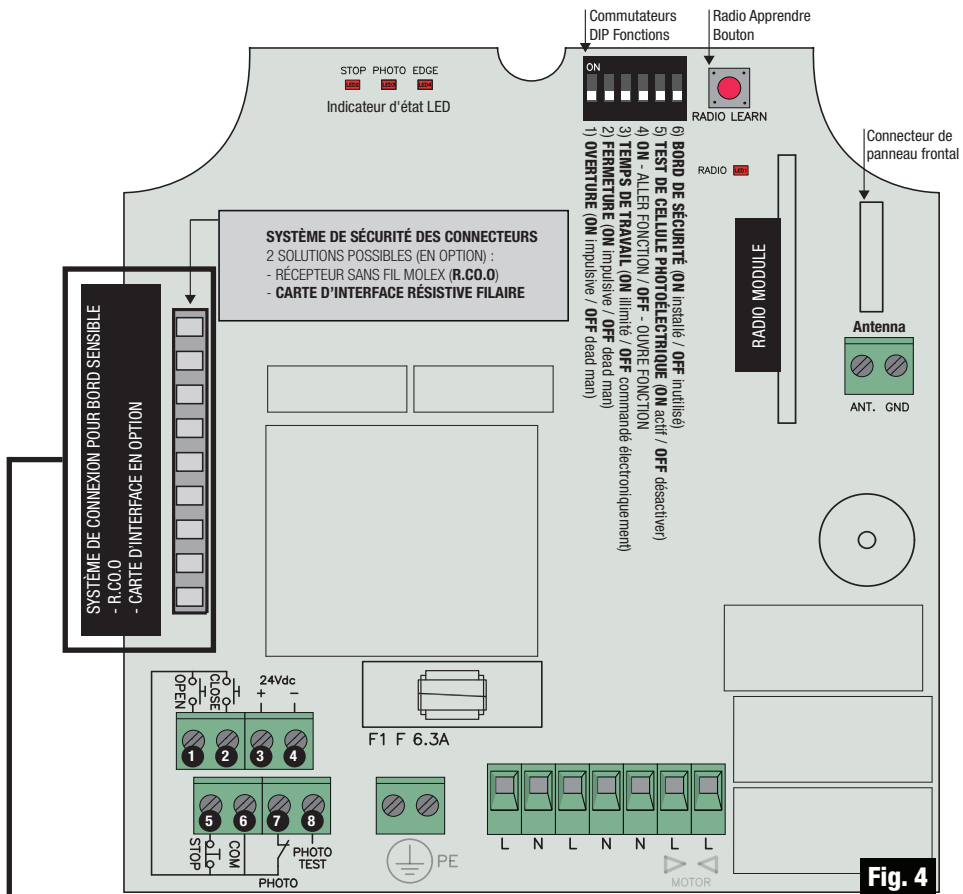 Commutateurs
DIP Fonctions
Radio Apprendre
Bouton
STOP PHOTO EDGE
LED2 LED3 LED4
Indicateur d'état LED
ON
RADIO LEARN
Connecteur de
panneau frontal
RADIO LED1
6) BORD DE SÉCURITÉ (ON installé / OFF inutilisé)
5) TEST DE CELLULE PHOTOÉLECTRIQUE (ON actif / OFF désactiver)
4) ON - ALLER FONCTION / OFF - OUVRE FONCTION
3) TEMPS DE TRAVAIL (ON illimité / OFF commandé électroniquement)
2) FERMETURE (ON impulsive / OFF dead man)
1) OVERTURE (ON impulsive / OFF dead man)
SYSTÈME DE SÉCURITÉ DES CONNECTEURS
2 SOLUTIONS POSSIBLES (EN OPTION) :
- RÉCEPTEUR SANS FIL MOLEX (R.CO.O)
- CARTE D'INTERFACE RÉSISTIVE FILAIRE
RADIO MODULE
SYSTÈME DE CONNEXION POUR BORD SENSIBLE
- R.CO.O
- CARTE D'INTERFACE EN OPTION
Antenna
ANT. GND
OPEN
CLOSE
24Vdc
+ -
1 2 3 4
F1 F 6.3A
5 6 7 8
STOP
COM
PHOTO
TEST
PHOTO
PE
L N L N N L L
MOTOR
Fig. 4